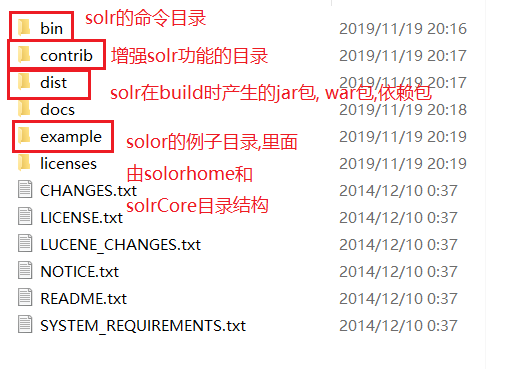 solr的命令目录
bin 2019/11/19 20:16
contrib 增强solr功能的目录 2019/11/19 20:17
dist 2019/11/19 20:17
solr在build时产生的jar包, war包,依赖包
docs 2019/11/19 20:18
example solor的例子目录,里面 2019/11/19 20:19
licenses 由solorhome和 2019/11/19 20:19
CHANGES.txt 2014/12/10 0:37
solrCore目录结构
LICENSE.txt 2014/12/10 0:37
LUCENE_CHANGES.txt 2014/12/10 0:37
NOTICE.txt 2014/12/10 0:37
README.txt 2014/12/10 0:37
SYSTEM_REQUIREMENTS.txt 2014/12/10 0:37